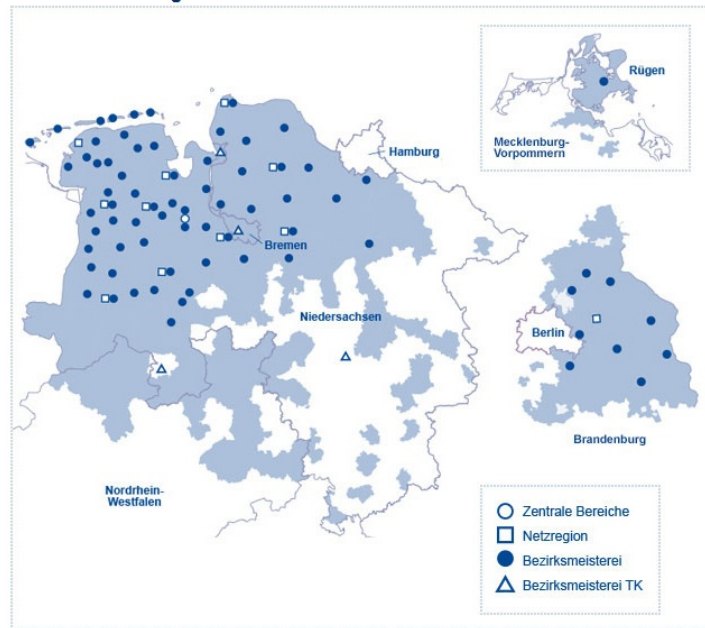 Rügen
Mecklenburg-
Vorpommern
Hamburg
Bremen
Niedersachsen
Berlin
Brandenburg
Nordrhein-
Westfalen
Zentrale Bereiche
Netzregion
Bezirksmeisterei
Bezirksmeisterei TK